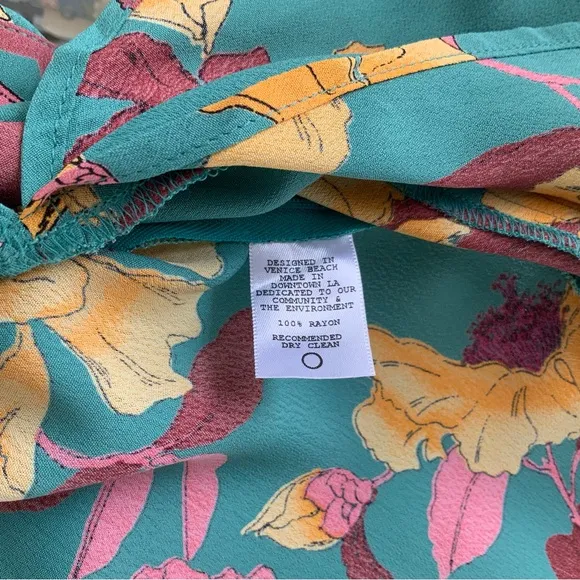 DESIGNED IN
VENICE BEACH
MADE IN
DOWNTOWN LA
DEDICATED TO OUR
COMMUNITY &
THE ENVIRONMENT
100% RAYON
RECOMMENDED
DRY CLEAN